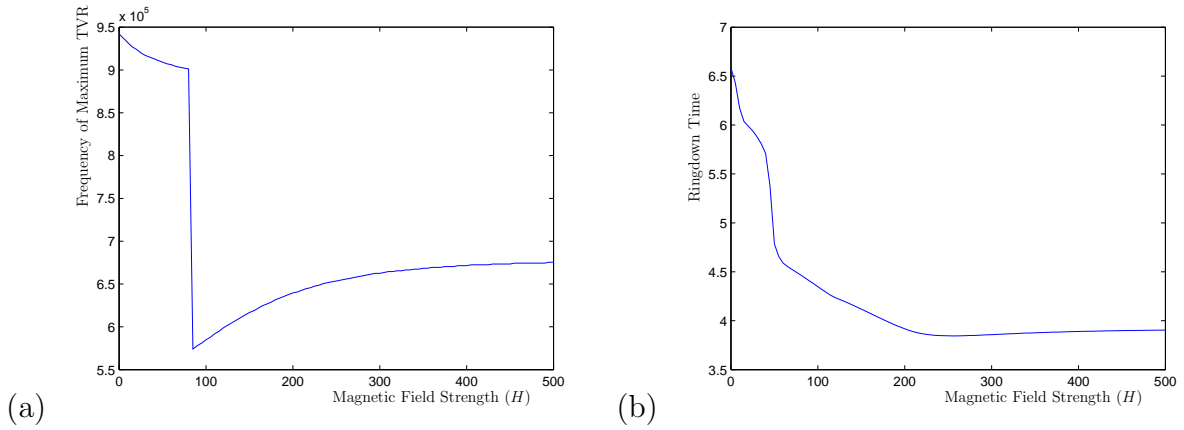 × 10⁵
9.5
9
8.5
8
7.5
7
6.5
6
5.5
0 100 200 300 400 500
Frequency of Maximum TVR
Magnetic Field Strength (H)
(a)
7
6.5
6
5.5
5
4.5
4
3.5
0 100 200 300 400 500
Ringdown Time
Magnetic Field Strength (H)
(b)